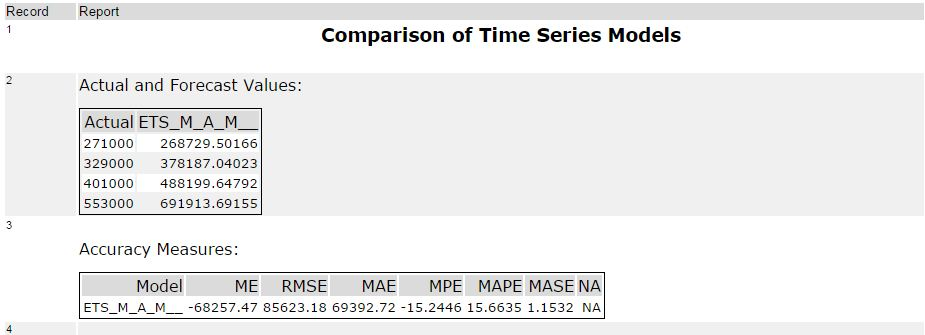 Record Report
1 Comparison of Time Series Models
2 Actual and Forecast Values:
Actual ETS_M_A_M__
271000 268729.50166
329000 378187.04023
401000 488199.64792
553000 691913.69155
3
Accuracy Measures:
Model ME RMSE MAE MPE MAPE MASE NA
ETS_M_A_M__ -68257.47 85623.18 69392.72 -15.2446 15.6635 1.1532 NA
4